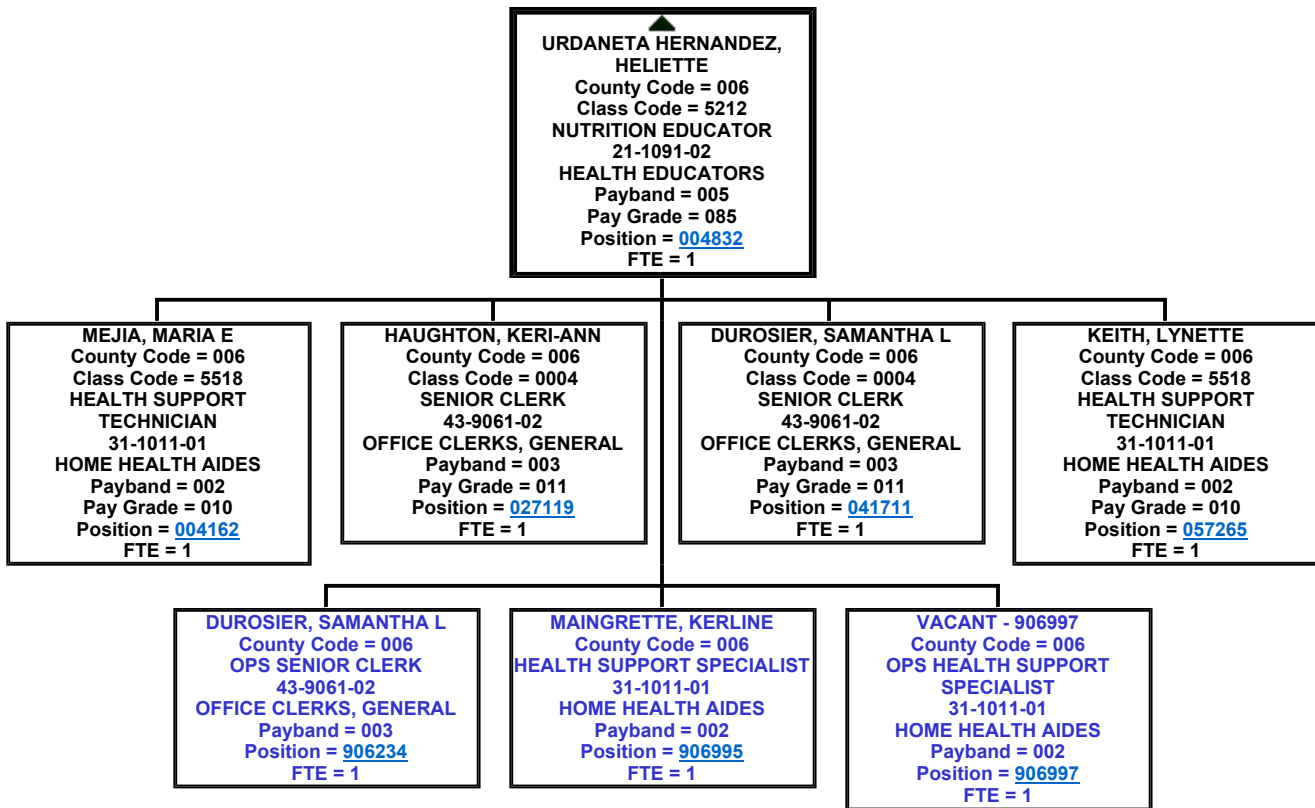 URDANETA HERNANDEZ,
HELIETTE
County Code = 006
Class Code = 5212
NUTRITION EDUCATOR
21-1091-02
HEALTH EDUCATORS
Payband = 005
Pay Grade = 085
Position = 004832
FTE = 1
MEJIA, MARIA E
County Code = 006
Class Code = 5518
HEALTH SUPPORT
TECHNICIAN
31-1011-01
HOME HEALTH AIDES
Payband = 002
Pay Grade = 010
Position = 004162
FTE = 1
HAUGHTON, KERI-ANN
County Code = 006
Class Code = 0004
SENIOR CLERK
43-9061-02
OFFICE CLERKS, GENERAL
Payband = 003
Pay Grade = 011
Position = 027119
FTE = 1
DUROSIER, SAMANTHA L
County Code = 006
Class Code = 0004
SENIOR CLERK
43-9061-02
OFFICE CLERKS, GENERAL
Payband = 003
Pay Grade = 011
Position = 041711
FTE = 1
KEITH, LYNETTE
County Code = 006
Class Code = 5518
HEALTH SUPPORT
TECHNICIAN
31-1011-01
HOME HEALTH AIDES
Payband = 002
Pay Grade = 010
Position = 057265
FTE = 1
DUROSIER, SAMANTHA L
County Code = 006
OPS SENIOR CLERK
43-9061-02
OFFICE CLERKS, GENERAL
Payband = 003
Position = 906234
FTE = 1
MAINGRETTE, KERLINE
County Code = 006
HEALTH SUPPORT SPECIALIST
31-1011-01
HOME HEALTH AIDES
Payband = 002
Position = 906995
FTE = 1
VACANT - 906997
County Code = 006
OPS HEALTH SUPPORT
SPECIALIST
31-1011-01
HOME HEALTH AIDES
Payband = 002
Position = 906997
FTE = 1